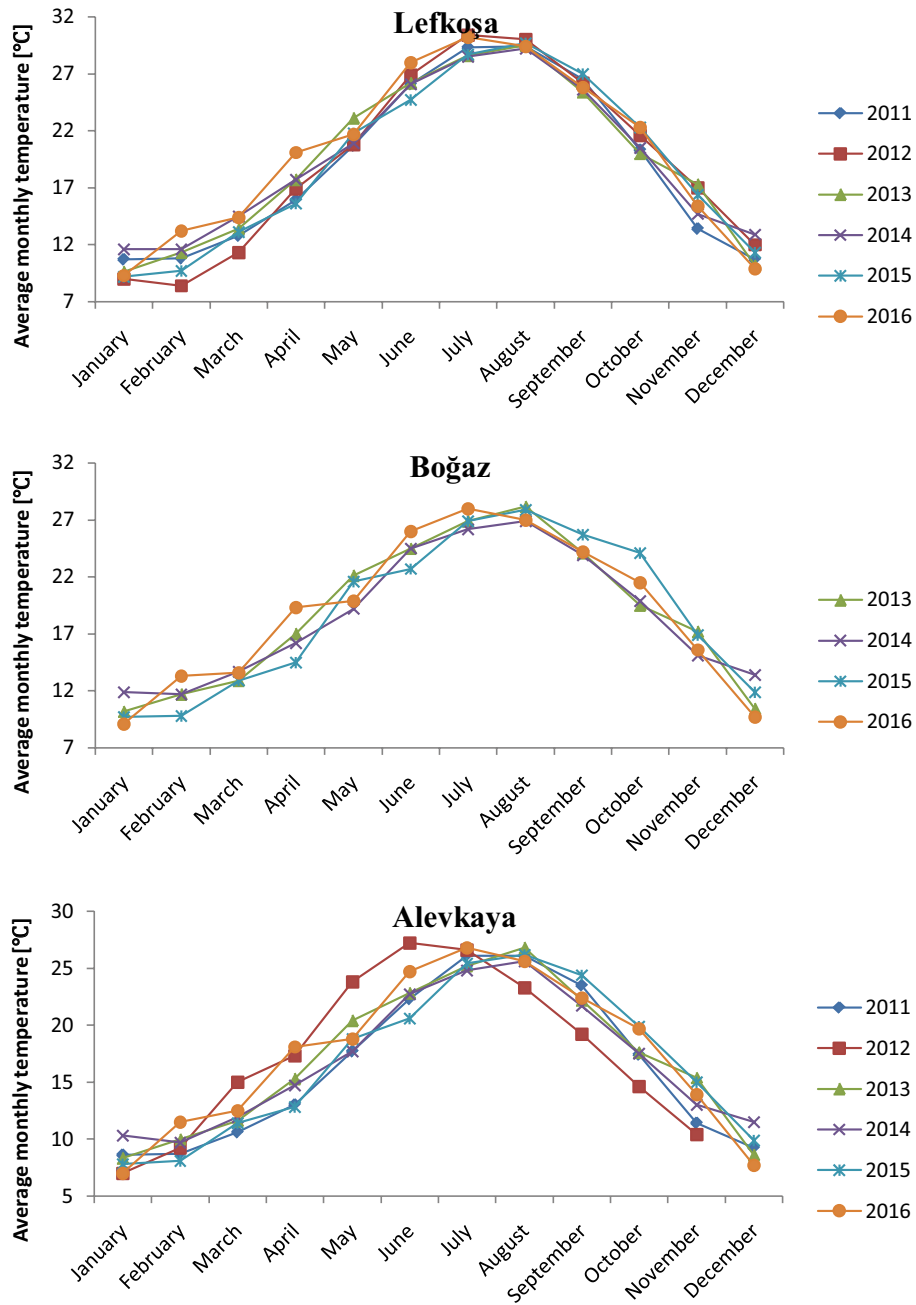 Lefkoşa
Average monthly temperature [°C]
32
27
22
17
12
7
January
February
March
April
May
June
July
August
September
October
November
December
2011
2012
2013
2014
2015
2016
Boğaz
Average monthly temperature [°C]
32
27
22
17
12
7
January
February
March
April
May
June
July
August
September
October
November
December
2013
2014
2015
2016
Alevkaya
Average monthly temperature [°C]
30
25
20
15
10
5
January
February
March
April
May
June
July
August
September
October
November
December
2011
2012
2013
2014
2015
2016